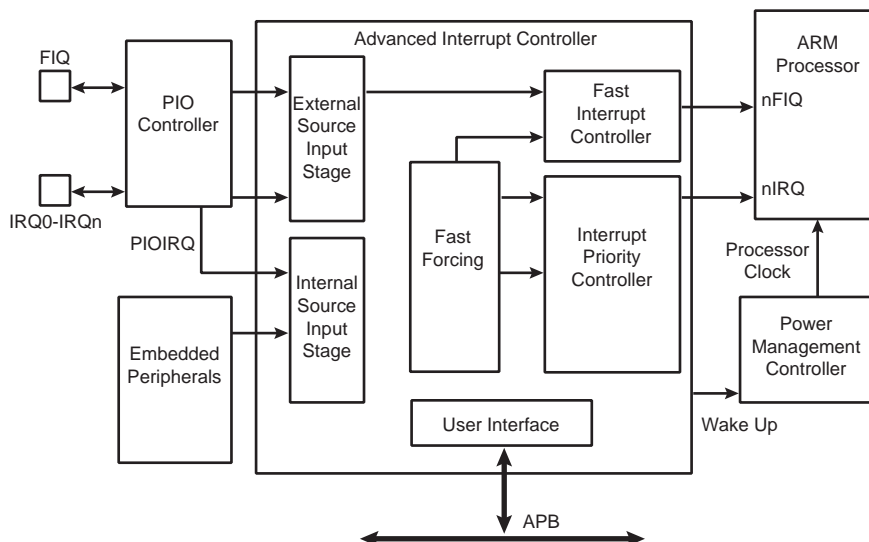 Advanced Interrupt Controller
FIQ
PIO
Controller
IRQ0-IRQn
PIOIRQ
External
Source
Input
Stage
Internal
Source
Input
Stage
Embedded
Peripherals
Fast
Forcing
Fast
Interrupt
Controller
Interrupt
Priority
Controller
ARM
Processor
nFIQ
nIRQ
Processor
Clock
Power
Management
Controller
Wake Up
User Interface
APB